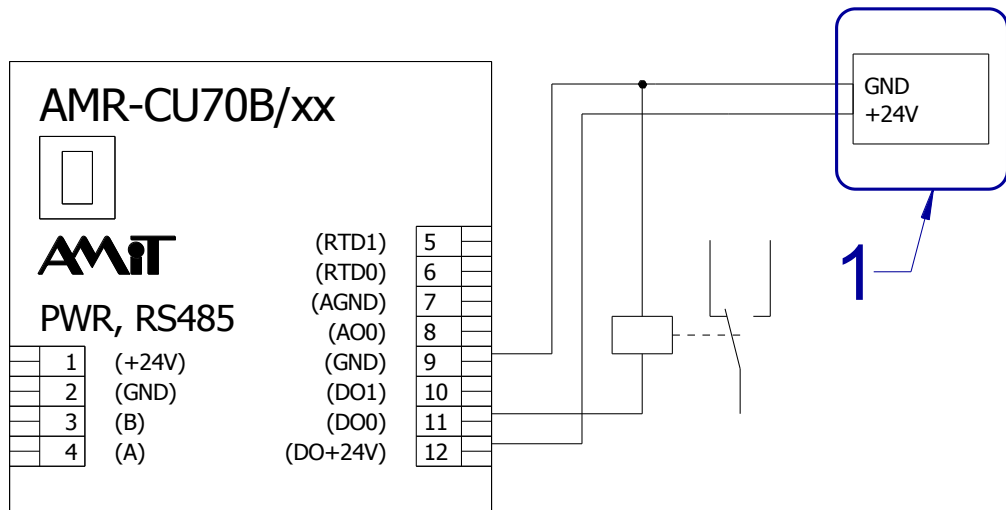 AMR-CU70B/xx
AMiT
PWR, RS485
1 (+24V)
2 (GND)
3 (B)
4 (A)
(RTD1) 5
(RTD0) 6
(AGND) 7
(AO0) 8
(GND) 9
(DO1) 10
(DO0) 11
(DO+24V) 12
GND
+24V
1